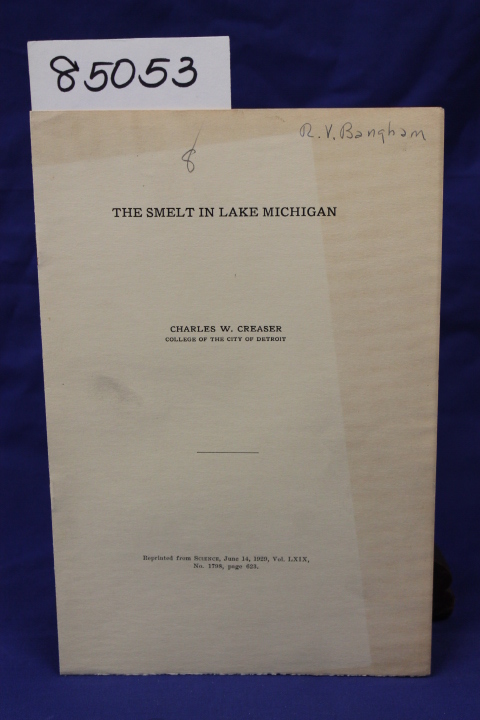 85053
R.V. Bangham
8
THE SMELT IN LAKE MICHIGAN
CHARLES W. CREASER
COLLEGE OF THE CITY OF DETROIT
Reprinted from SCIENCE, June 14, 1929, Vol. LXIX,
No. 1798, page 623.